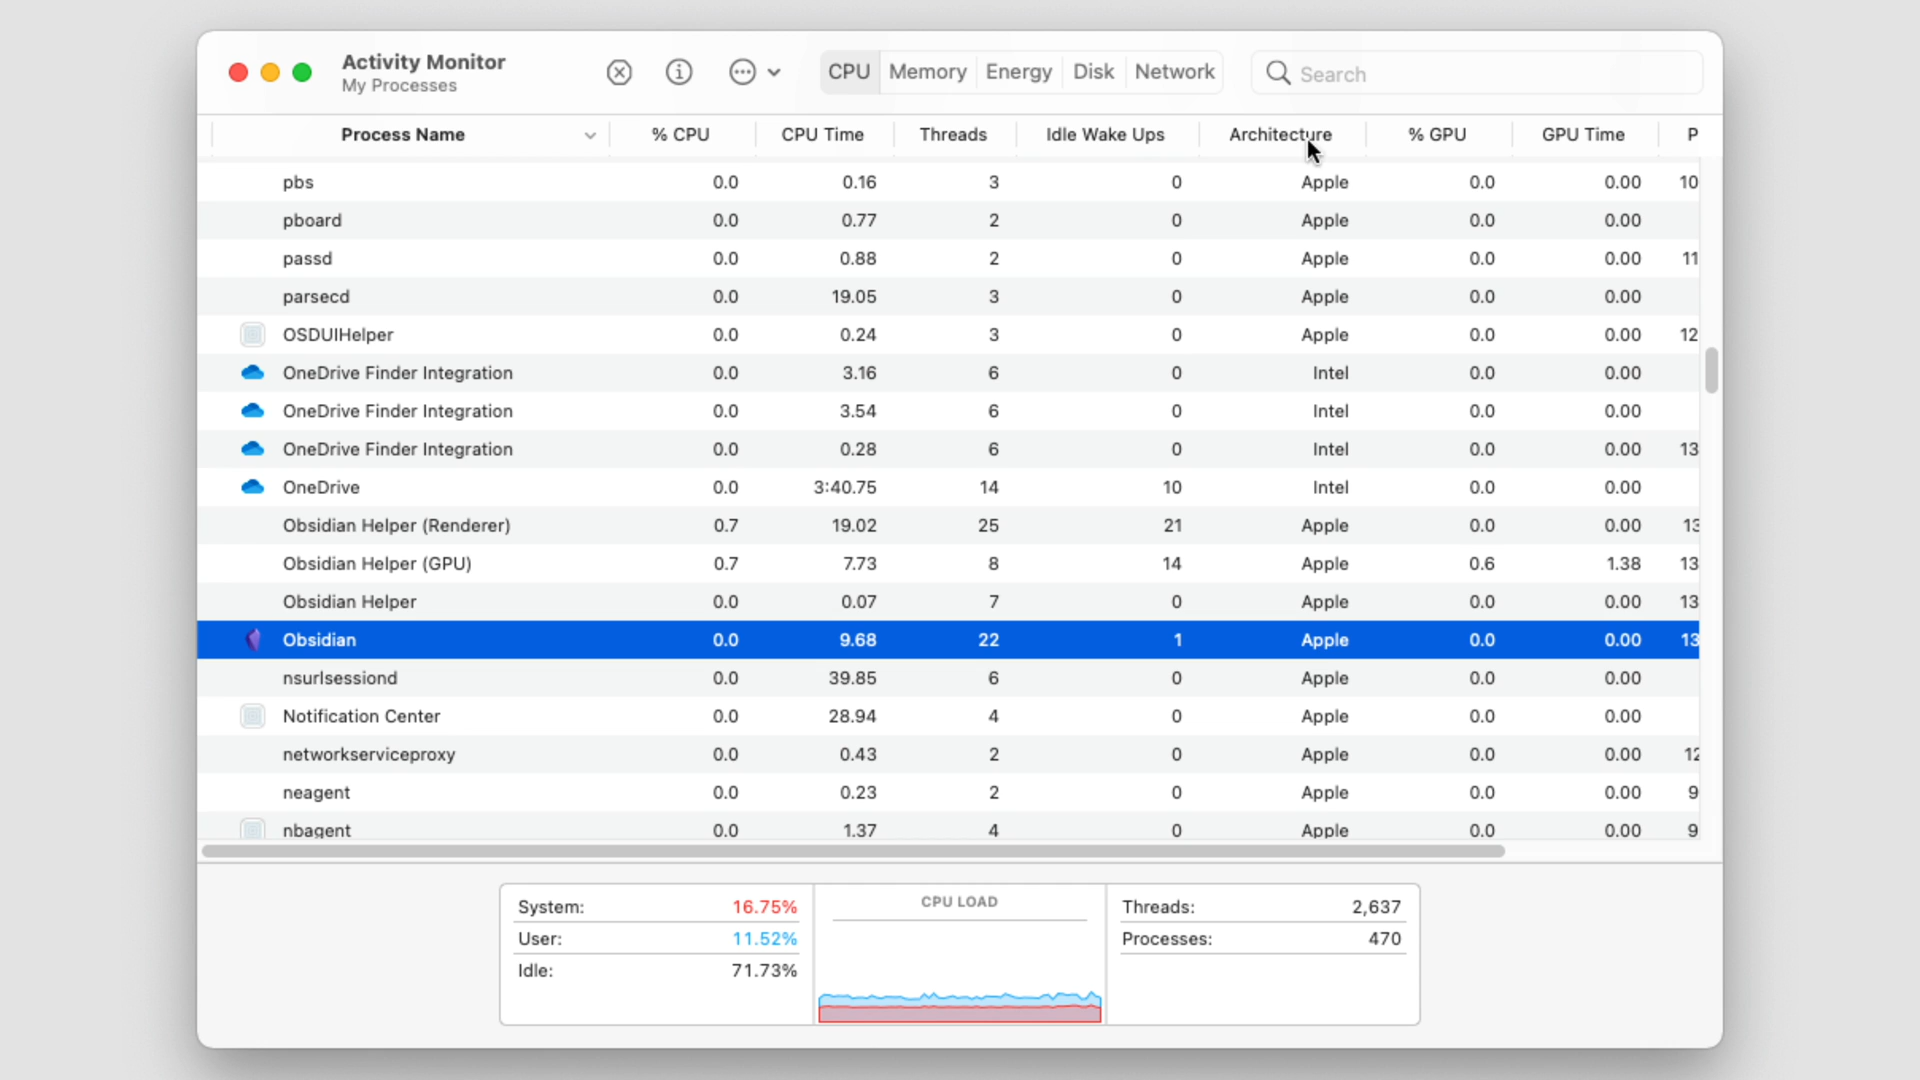 Activity Monitor
My Processes
CPU Memory Energy Disk Network
Search
Process Name % CPU CPU Time Threads Idle Wake Ups Architecture % GPU GPU Time P
pbs 0.0 0.16 3 0 Apple 0.0 0.00 10
pboard 0.0 0.77 2 0 Apple 0.0 0.00
passd 0.0 0.88 2 0 Apple 0.0 0.00 11
parsecd 0.0 19.05 3 0 Apple 0.0 0.00
OSDUIHelper 0.0 0.24 3 0 Apple 0.0 0.00 12
OneDrive Finder Integration 0.0 3.16 6 0 Intel 0.0 0.00
OneDrive Finder Integration 0.0 3.54 6 0 Intel 0.0 0.00
OneDrive Finder Integration 0.0 0.28 6 0 Intel 0.0 0.00 13
OneDrive 0.0 3:40.75 14 10 Intel 0.0 0.00
Obsidian Helper (Renderer) 0.7 19.02 25 21 Apple 0.0 0.00 13
Obsidian Helper (GPU) 0.7 7.73 8 14 Apple 0.6 1.38 13
Obsidian Helper 0.0 0.07 7 0 Apple 0.0 0.00 13
Obsidian 0.0 9.68 22 1 Apple 0.0 0.00 13
nsurlsessiond 0.0 39.85 6 0 Apple 0.0 0.00
Notification Center 0.0 28.94 4 0 Apple 0.0 0.00
networkserviceproxy 0.0 0.43 2 0 Apple 0.0 0.00 12
neagent 0.0 0.23 2 0 Apple 0.0 0.00 9
nbagent 0.0 1.37 4 0 Apple 0.0 0.00 9
System: 16.75%
User: 11.52%
Idle: 71.73%
CPU LOAD
Threads: 2,637
Processes: 470